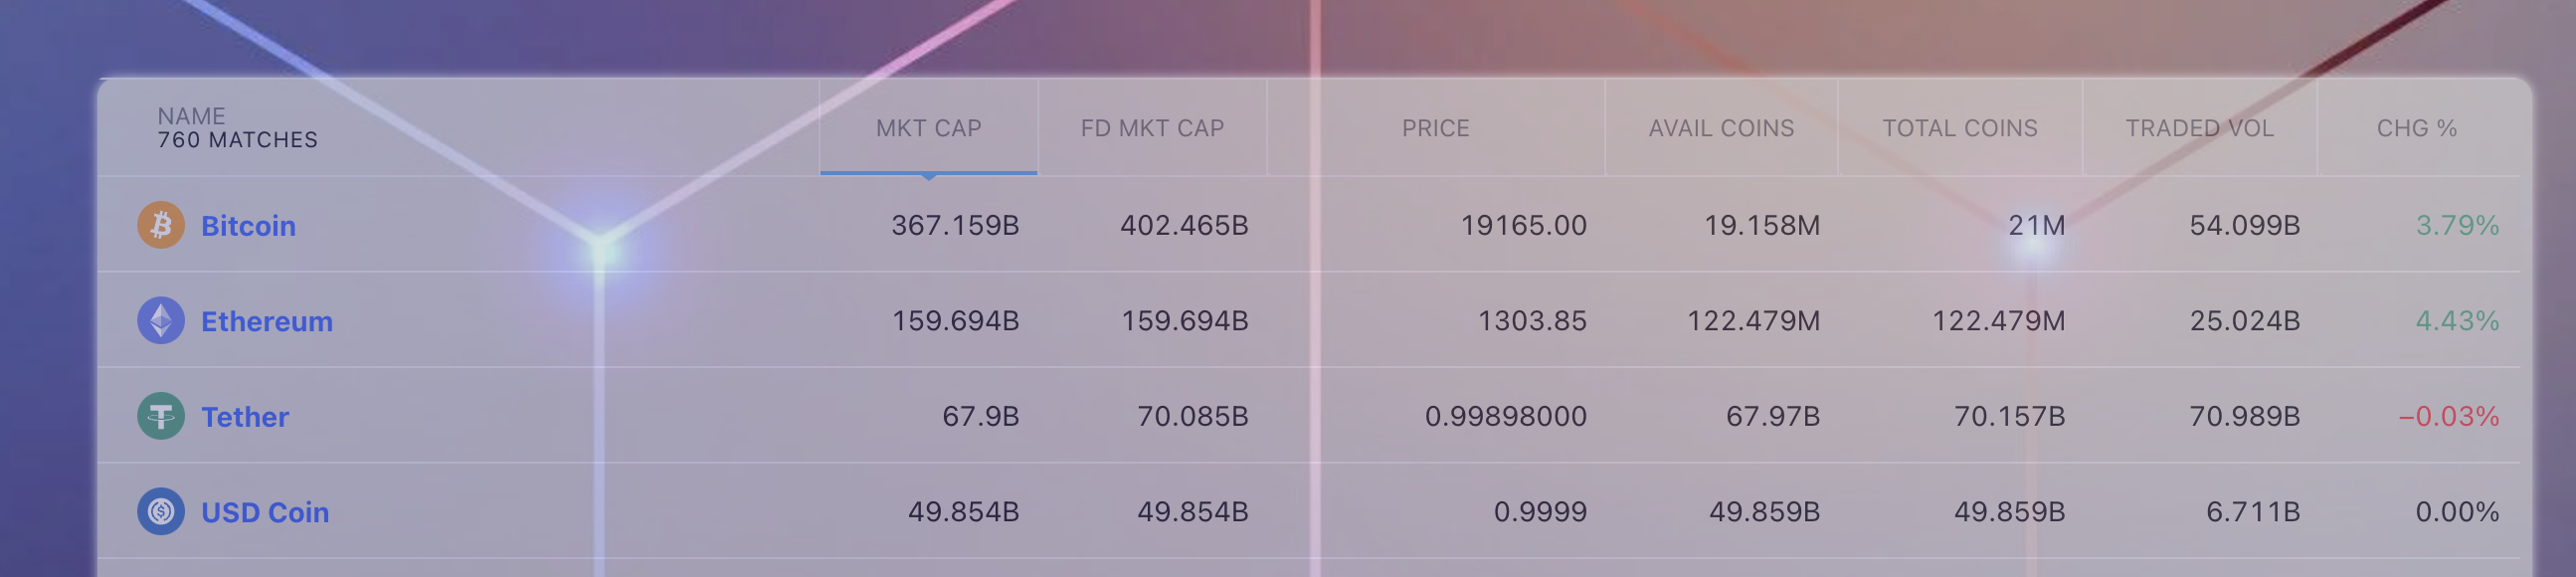 NAME
760 MATCHES
MKT CAP FD MKT CAP PRICE AVAIL COINS TOTAL COINS TRADED VOL CHG %
Bitcoin 367.159B 402.465B 19165.00 19.158M 21M 54.099B 3.79%
Ethereum 159.694B 159.694B 1303.85 122.479M 122.479M 25.024B 4.43%
Tether 67.9B 70.085B 0.99898000 67.97B 70.157B 70.989B −0.03%
USD Coin 49.854B 49.854B 0.9999 49.859B 49.859B 6.711B 0.00%